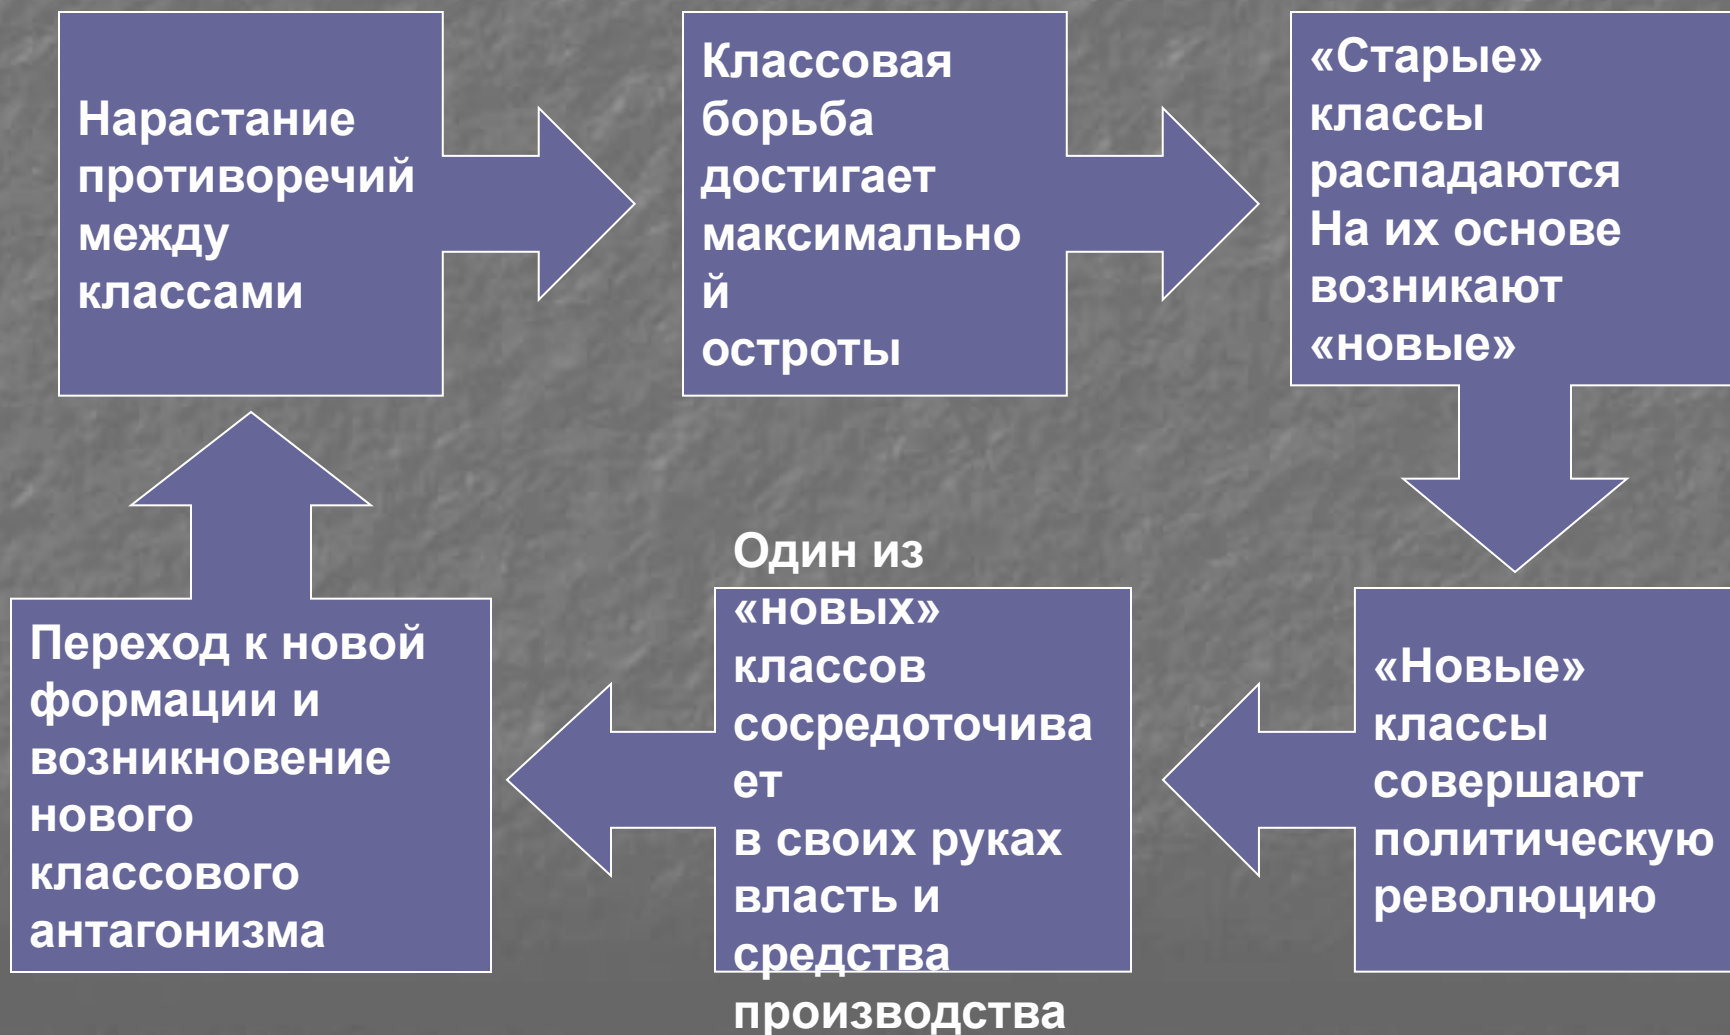 Нарастание
противоречий
между
классами
Классовая
борьба
достигает
максимально
й
остроты
«Старые»
классы
распадаются
На их основе
возникают
«новые»
«Новые»
классы
совершают
политическую
революцию
Один из
«новых»
классов
сосредоточива
ет
в своих руках
власть и
средства
производства
Переход к новой
формации и
возникновение
нового
классового
антагонизма